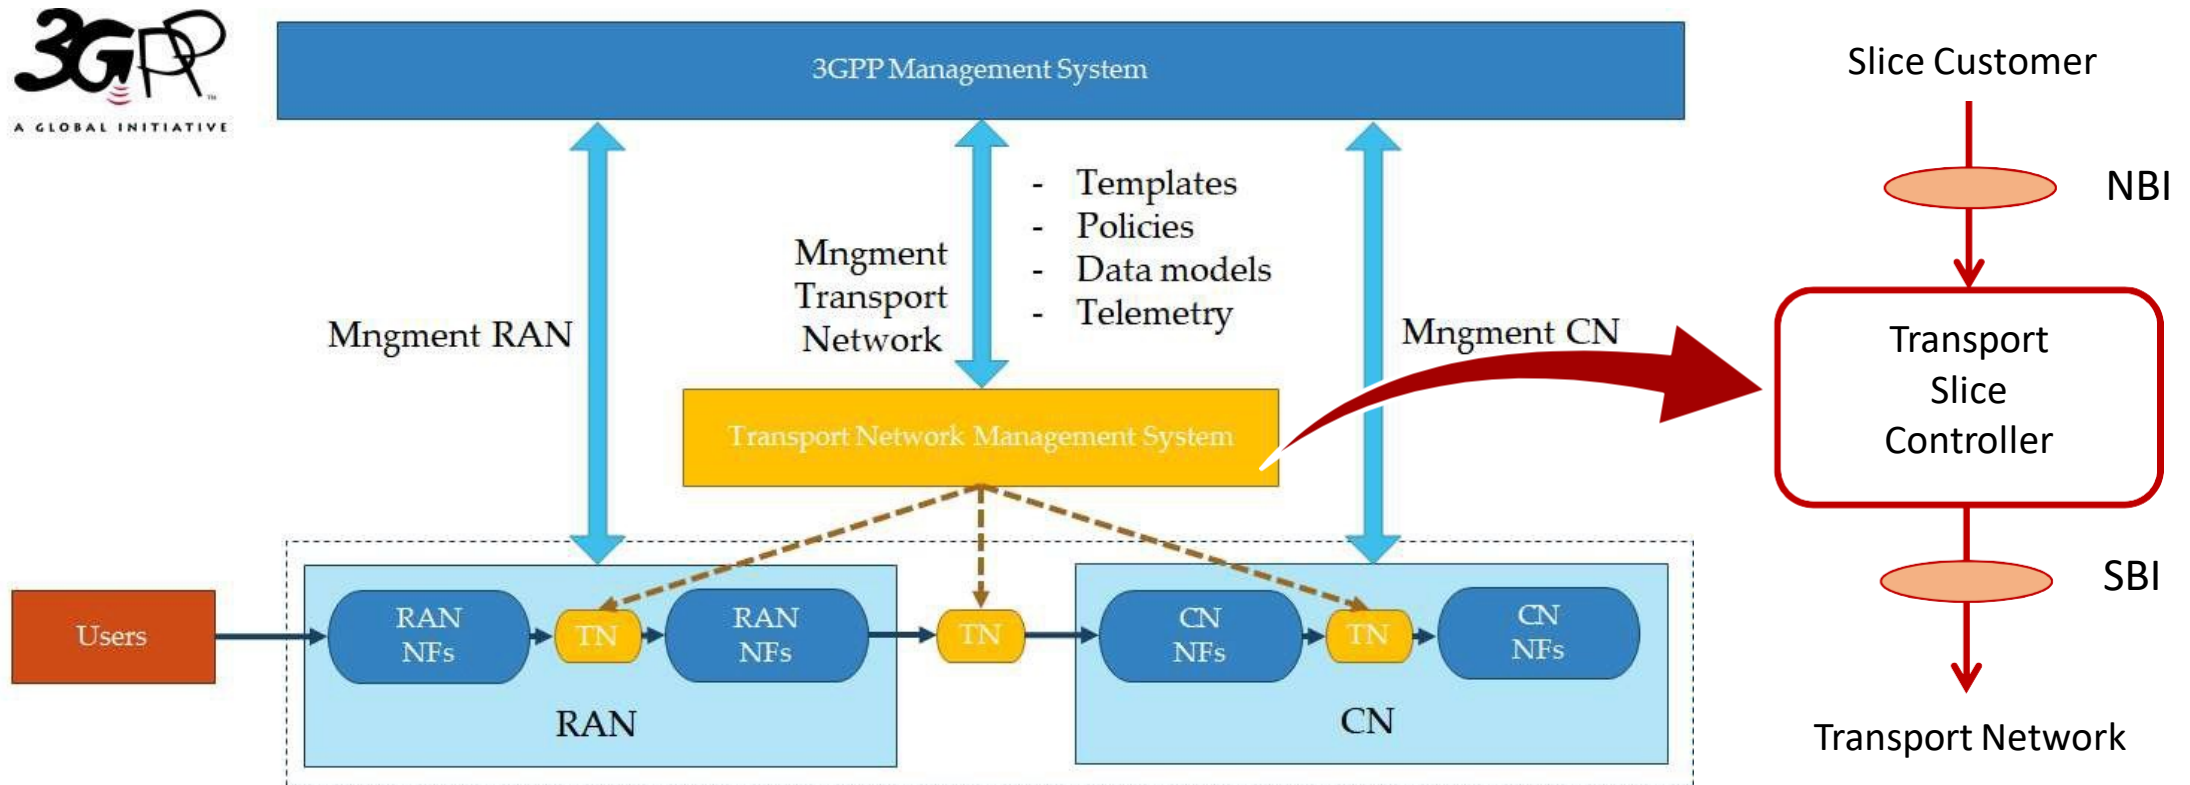 3GPP
TM
A GLOBAL INITIATIVE
3GPP Management System
Slice Customer
NBI
- Templates
- Policies
- Data models
- Telemetry
Mngment
Transport
Network
Mngment RAN
Mngment CN
Transport
Slice
Controller
Transport Network Management System
SBI
Users
RAN
NFs
TN
RAN
NFs
TN
CN
NFs
TN
CN
NFs
RAN
CN
Transport Network